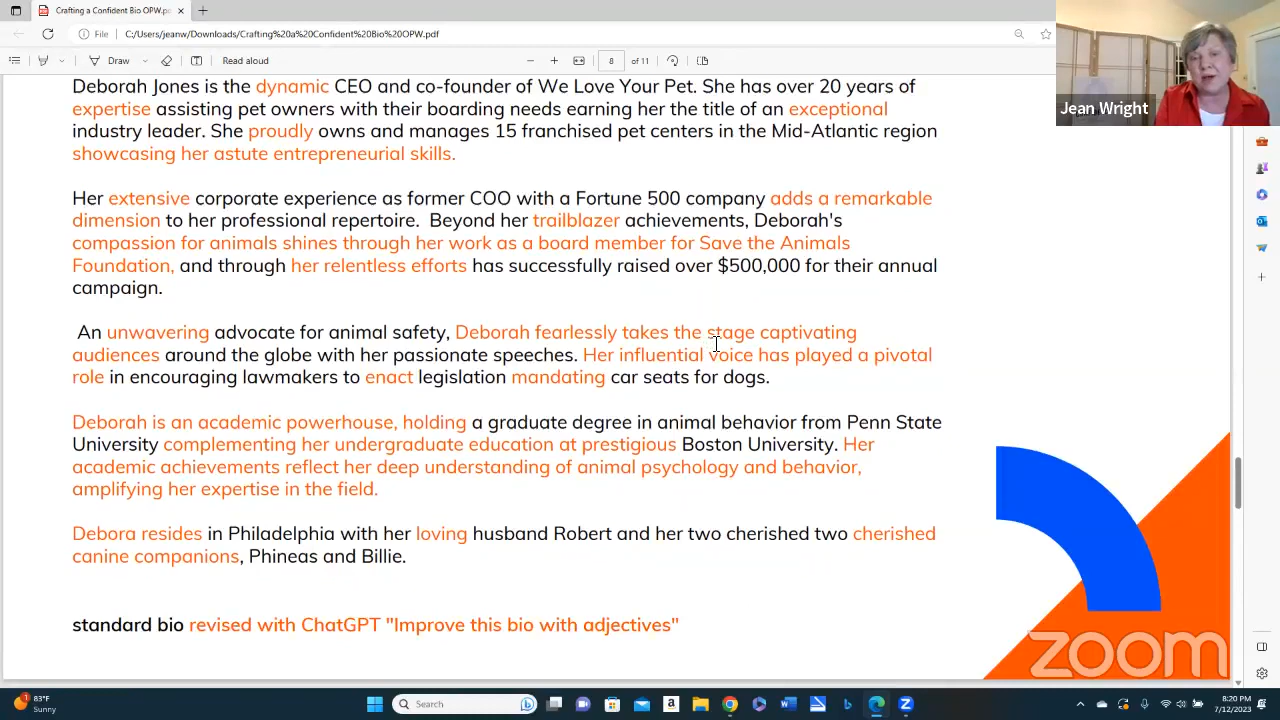 Crafting a Confident Bio OPW.pdf
File
C:/Users/jeanw/Downloads/Crafting%20a%20Confident%20Bio%20OPW.pdf
Draw
Read aloud
8 of 11
Jean Wright
Deborah Jones is the dynamic CEO and co-founder of We Love Your Pet. She has over 20 years of
expertise assisting pet owners with their boarding needs earning her the title of an exceptional
industry leader. She proudly owns and manages 15 franchised pet centers in the Mid-Atlantic region
showcasing her astute entrepreneurial skills.
Her extensive corporate experience as former COO with a Fortune 500 company adds a remarkable
dimension to her professional repertoire. Beyond her trailblazer achievements, Deborah's
compassion for animals shines through her work as a board member for Save the Animals
Foundation, and through her relentless efforts has successfully raised over $500,000 for their annual
campaign.
An unwavering advocate for animal safety, Deborah fearlessly takes the stage captivating
audiences around the globe with her passionate speeches. Her influential voice has played a pivotal
role in encouraging lawmakers to enact legislation mandating car seats for dogs.
Deborah is an academic powerhouse, holding a graduate degree in animal behavior from Penn State
University complementing her undergraduate education at prestigious Boston University. Her
academic achievements reflect her deep understanding of animal psychology and behavior,
amplifying her expertise in the field.
Debora resides in Philadelphia with her loving husband Robert and her two cherished two cherished
canine companions, Phineas and Billie.
standard bio revised with ChatGPT "Improve this bio with adjectives"
zoom
83°F
Sunny
Search
8:20 PM
7/12/2023